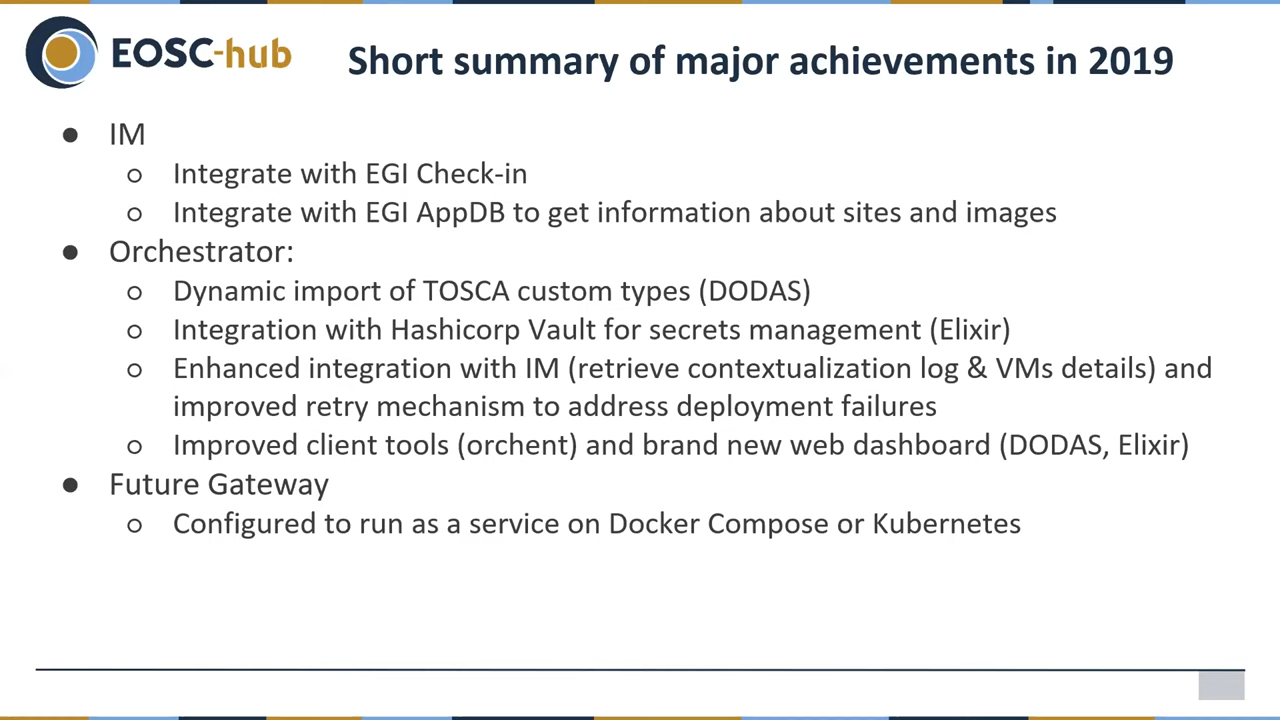 EOSC-hub
Short summary of major achievements in 2019
● IM
○ Integrate with EGI Check-in
○ Integrate with EGI AppDB to get information about sites and images
● Orchestrator:
○ Dynamic import of TOSCA custom types (DODAS)
○ Integration with Hashicorp Vault for secrets management (Elixir)
○ Enhanced integration with IM (retrieve contextualization log & VMs details) and
improved retry mechanism to address deployment failures
○ Improved client tools (orchent) and brand new web dashboard (DODAS, Elixir)
● Future Gateway
○ Configured to run as a service on Docker Compose or Kubernetes